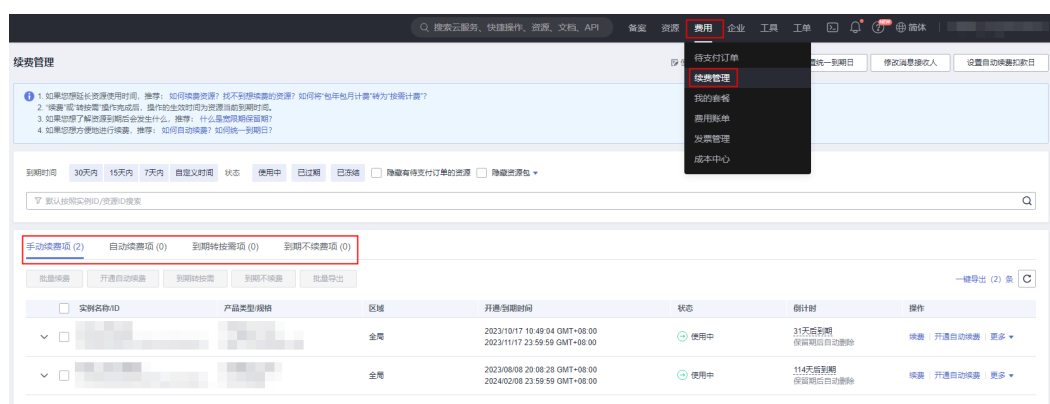 搜索云服务、快捷操作、资源、文档、API 备案 资源 费用 企业 工具 工单 简体
续费管理
待支付订单
续费管理
我的套餐
费用账单
发票管理
成本中心
统一到期日 修改消息接收人 设置自动续费扣款日
1. 如果您想延长资源使用时间，推荐： 如何续费资源? 找不到想续费的资源? 如何将“包年包月计费”转为“按需计费”?
2. “续费”或“转按需”操作完成后，操作的生效时间为资源当前到期时间。
3. 如果您想了解资源到期后会发生什么，推荐： 什么是宽限期保留期?
4. 如果您想方便地进行续费，推荐： 如何自动续费? 如何统一到期日?
到期时间 30天内 15天内 7天内 自定义时间 状态 使用中 已过期 已冻结 隐藏有待支付订单的资源 隐藏资源包
默认按照实例ID/资源ID搜索
手动续费项 (2) 自动续费项 (0) 到期转按需项 (0) 到期不续费项 (0)
批量续费 开通自动续费 到期转按需 到期不续费 批量导出 一键导出 (2) 条
实例名称/ID 产品类型/规格 区域 开通/到期时间 状态 倒计时 操作
全局 2023/10/17 10:49:04 GMT+08:00 使用中 31天后到期 续费 开通自动续费 更多
2023/11/17 23:59:59 GMT+08:00 保留期后自动删除
全局 2023/08/08 20:08:28 GMT+08:00 使用中 114天后到期 续费 开通自动续费 更多
2024/02/08 23:59:59 GMT+08:00 保留期后自动删除